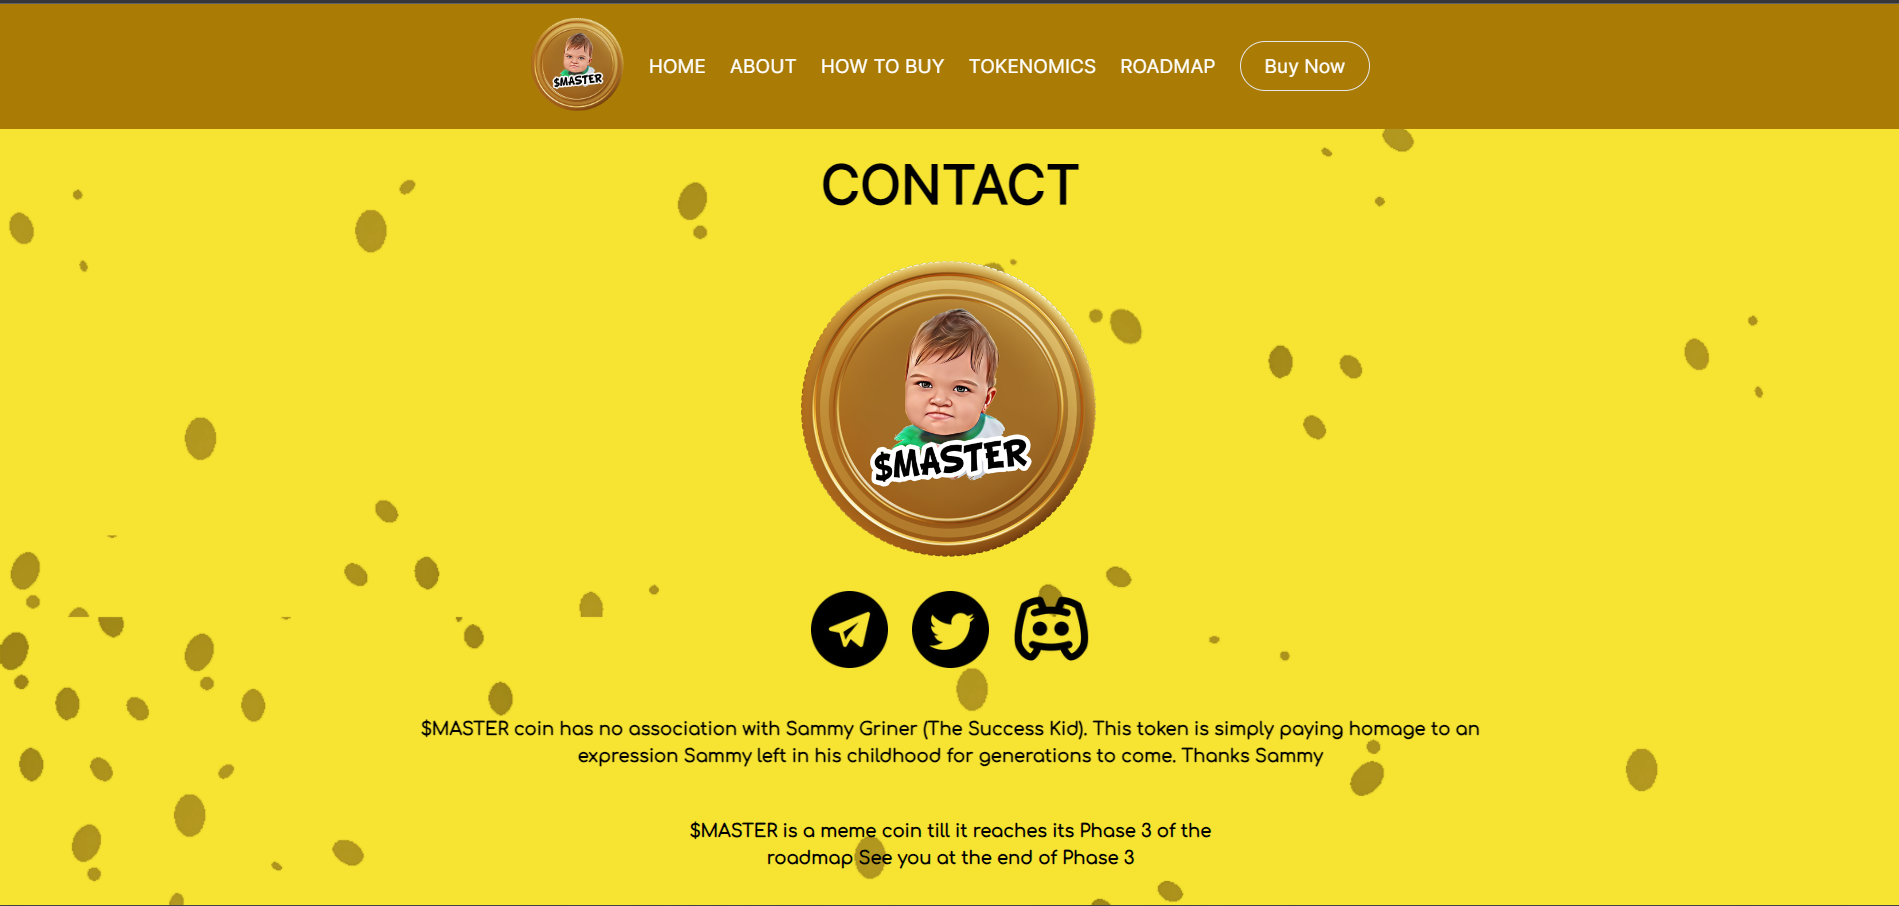 $MASTER
HOME ABOUT HOW TO BUY TOKENOMICS ROADMAP Buy Now
CONTACT
$MASTER
$MASTER coin has no association with Sammy Griner (The Success Kid). This token is simply paying homage to an
expression Sammy left in his childhood for generations to come. Thanks Sammy
$MASTER is a meme coin till it reaches its Phase 3 of the
roadmap See you at the end of Phase 3